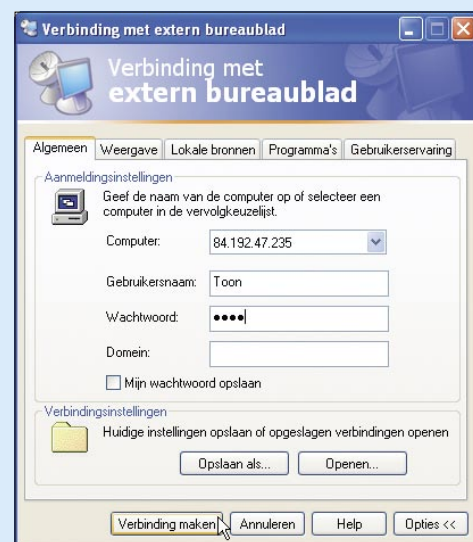 Verbinding met extern bureaublad
Verbinding met
extern bureaublad
Algemeen Weergave Lokale bronnen Programma's Gebruikerservaring
Aanmeldingsinstellingen
Geef de naam van de computer op of selecteer een
computer in de vervolgkeuzelijst.
Computer: 84.192.47.235
Gebruikersnaam: Toon
Wachtwoord: ●●●●
Domein:
Mijn wachtwoord opslaan
Verbindingsinstellingen
Huidige instellingen opslaan of opgeslagen verbindingen openen
Opslaan als... Openen...
Verbinding maken Annuleren Help Opties <<